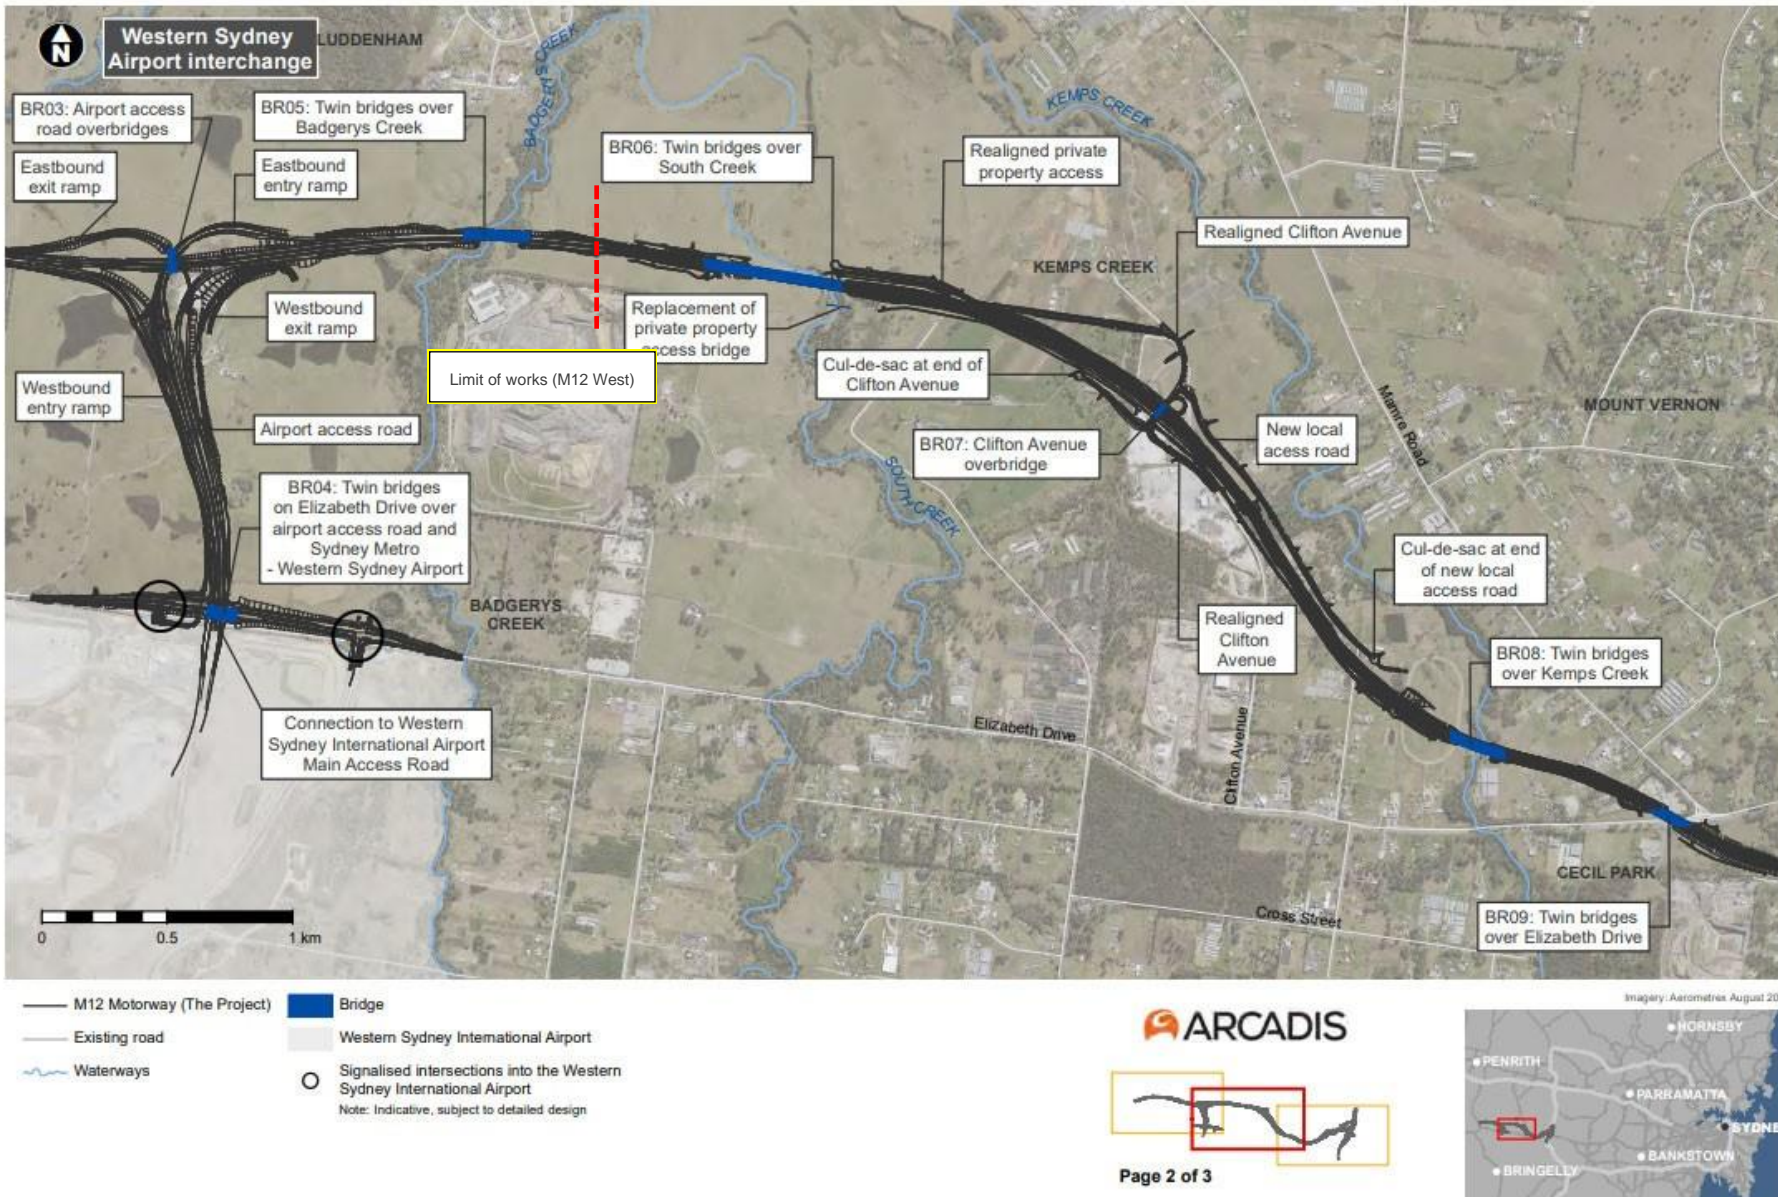 N
Western Sydney
Airport interchange
LUDDENHAM
BADGERYS CREEK
BADGERYS CREEK
KEMPS CREEK
BR03: Airport access
road overbridges
BR05: Twin bridges over
Badgerys Creek
BR06: Twin bridges over
South Creek
Realigned private
property access
Eastbound
exit ramp
Eastbound
entry ramp
Realigned Clifton Avenue
KEMPS CREEK
Westbound
exit ramp
Replacement of
private property
access bridge
Limit of works (M12 West)
Cul-de-sac at end of
Clifton Avenue
Westbound
entry ramp
Airport access road
BR07: Clifton Avenue
overbridge
New local
acess road
Mamre Road
MOUNT VERNON
SOUTH CREEK
BR04: Twin bridges
on Elizabeth Drive over
airport access road and
Sydney Metro
- Western Sydney Airport
Cul-de-sac at end
of new local
access road
BADGERYS
CREEK
Realigned
Clifton
Avenue
BR08: Twin bridges
over Kemps Creek
Connection to Western
Sydney International Airport
Main Access Road
Elizabeth Drive
Clifton Avenue
CECIL PARK
Cross Street
BR09: Twin bridges
over Elizabeth Drive
0 0.5 1 km
M12 Motorway (The Project)
Existing road
Waterways
Bridge
Western Sydney International Airport
Signalised intersections into the Western
Sydney International Airport
Note: Indicative, subject to detailed design
ARCADIS
Page 2 of 3
Imagery: Aerometrex August 20
HORNSBY
PENRITH
PARRAMATTA
SYDNE
BANKSTOWN
BRINGELLY